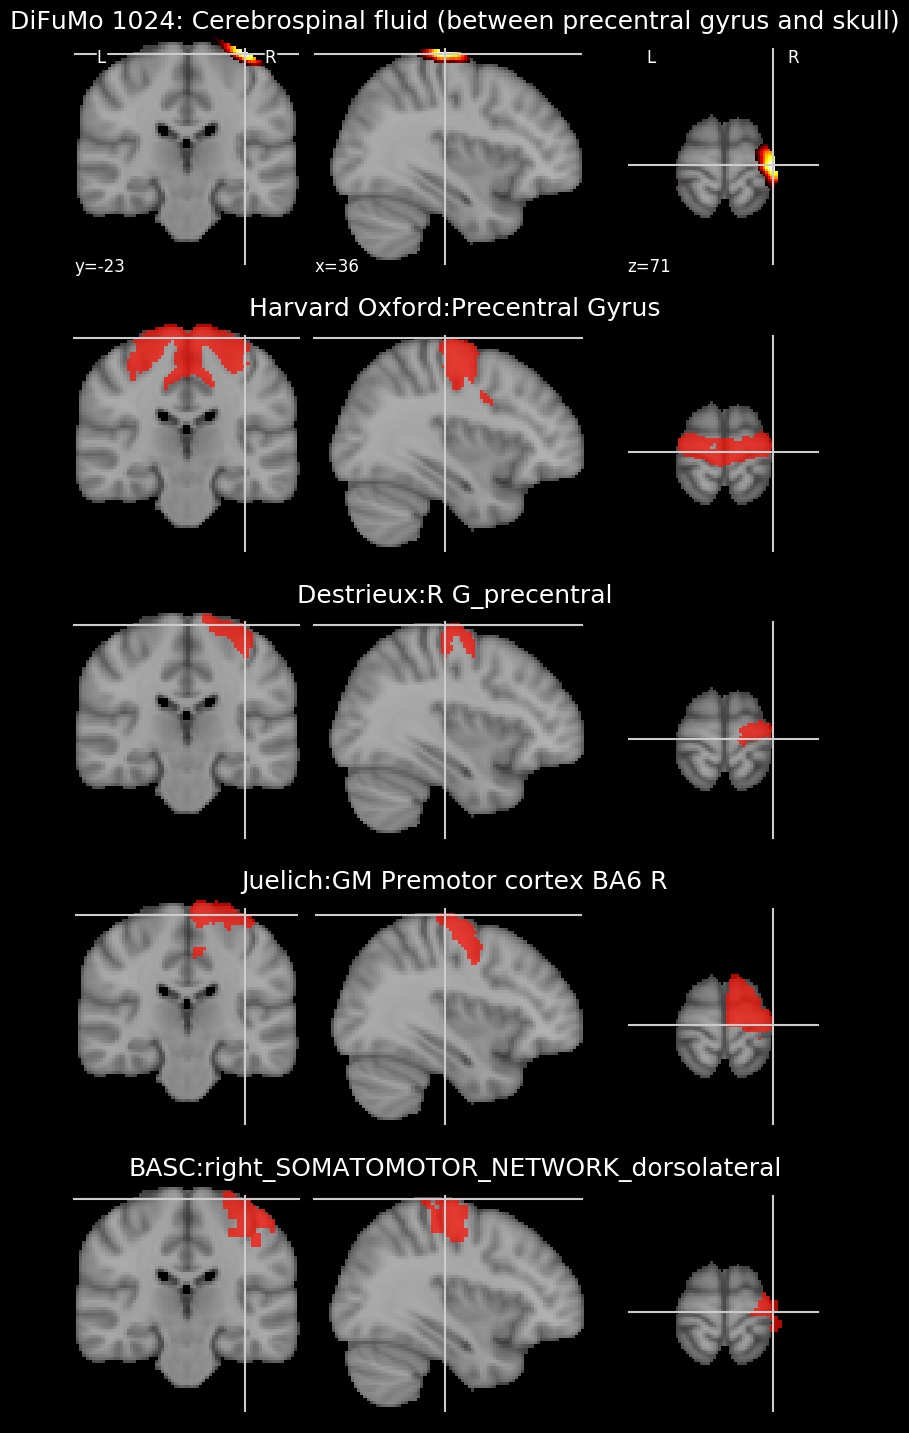 DiFuMo 1024: Cerebrospinal fluid (between precentral gyrus and skull)
L R L R
y=-23 x=36 z=71
Harvard Oxford:Precentral Gyrus
Destrieux:R G_precentral
Juelich:GM Premotor cortex BA6 R
BASC:right_SOMATOMOTOR_NETWORK_dorsolateral